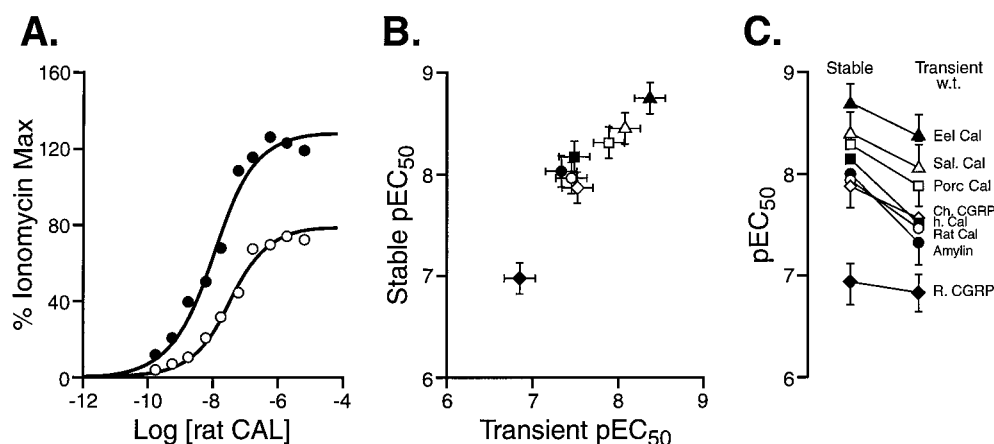 A.
160
120
80
40
0
-12
-10
-8
-6
-4
% Ionomycin Max
Log [rat CAL]
B.
9
8
7
6
6
7
8
9
Stable pEC50
Transient pEC50
C.
Stable
Transient
w.t.
9
8
7
6
pEC50
Eel Cal
Sal. Cal
Porc Cal
Ch. CGRP
h. Cal
Rat Cal
Amylin
R. CGRP